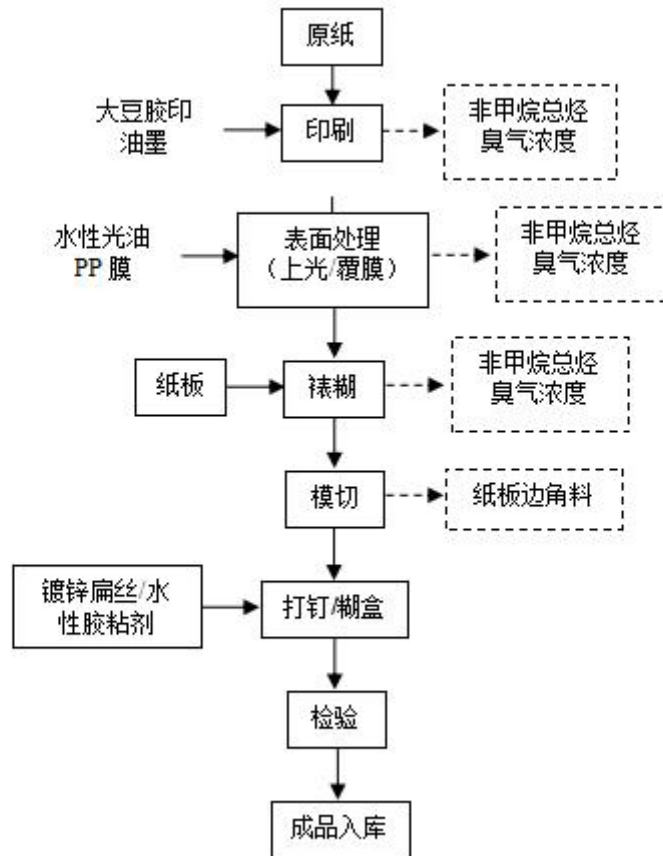 原纸
大豆胶印
油墨
印刷
非甲烷总烃
臭气浓度
水性光油
PP 膜
表面处理
（上光/覆膜）
非甲烷总烃
臭气浓度
纸板
裱糊
非甲烷总烃
臭气浓度
模切
纸板边角料
镀锌扁丝/水
性胶粘剂
打钉/糊盒
检验
成品入库